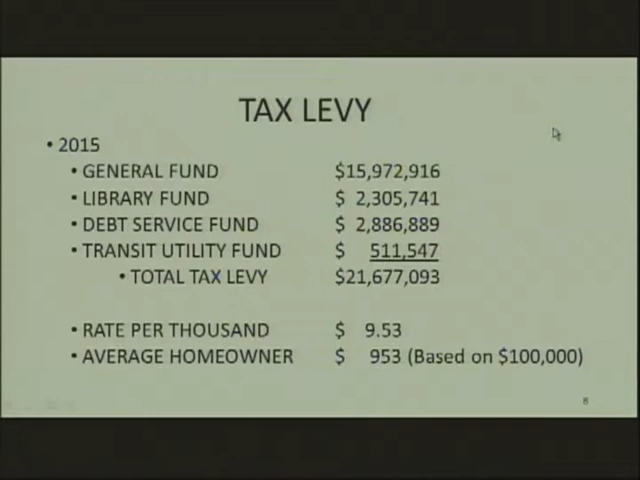 TAX LEVY
• 2015
• GENERAL FUND $15,972,916
• LIBRARY FUND $ 2,305,741
• DEBT SERVICE FUND $ 2,886,889
• TRANSIT UTILITY FUND $ 511,547
• TOTAL TAX LEVY $21,677,093
• RATE PER THOUSAND $ 9.53
• AVERAGE HOMEOWNER $ 953 (Based on $100,000)
8